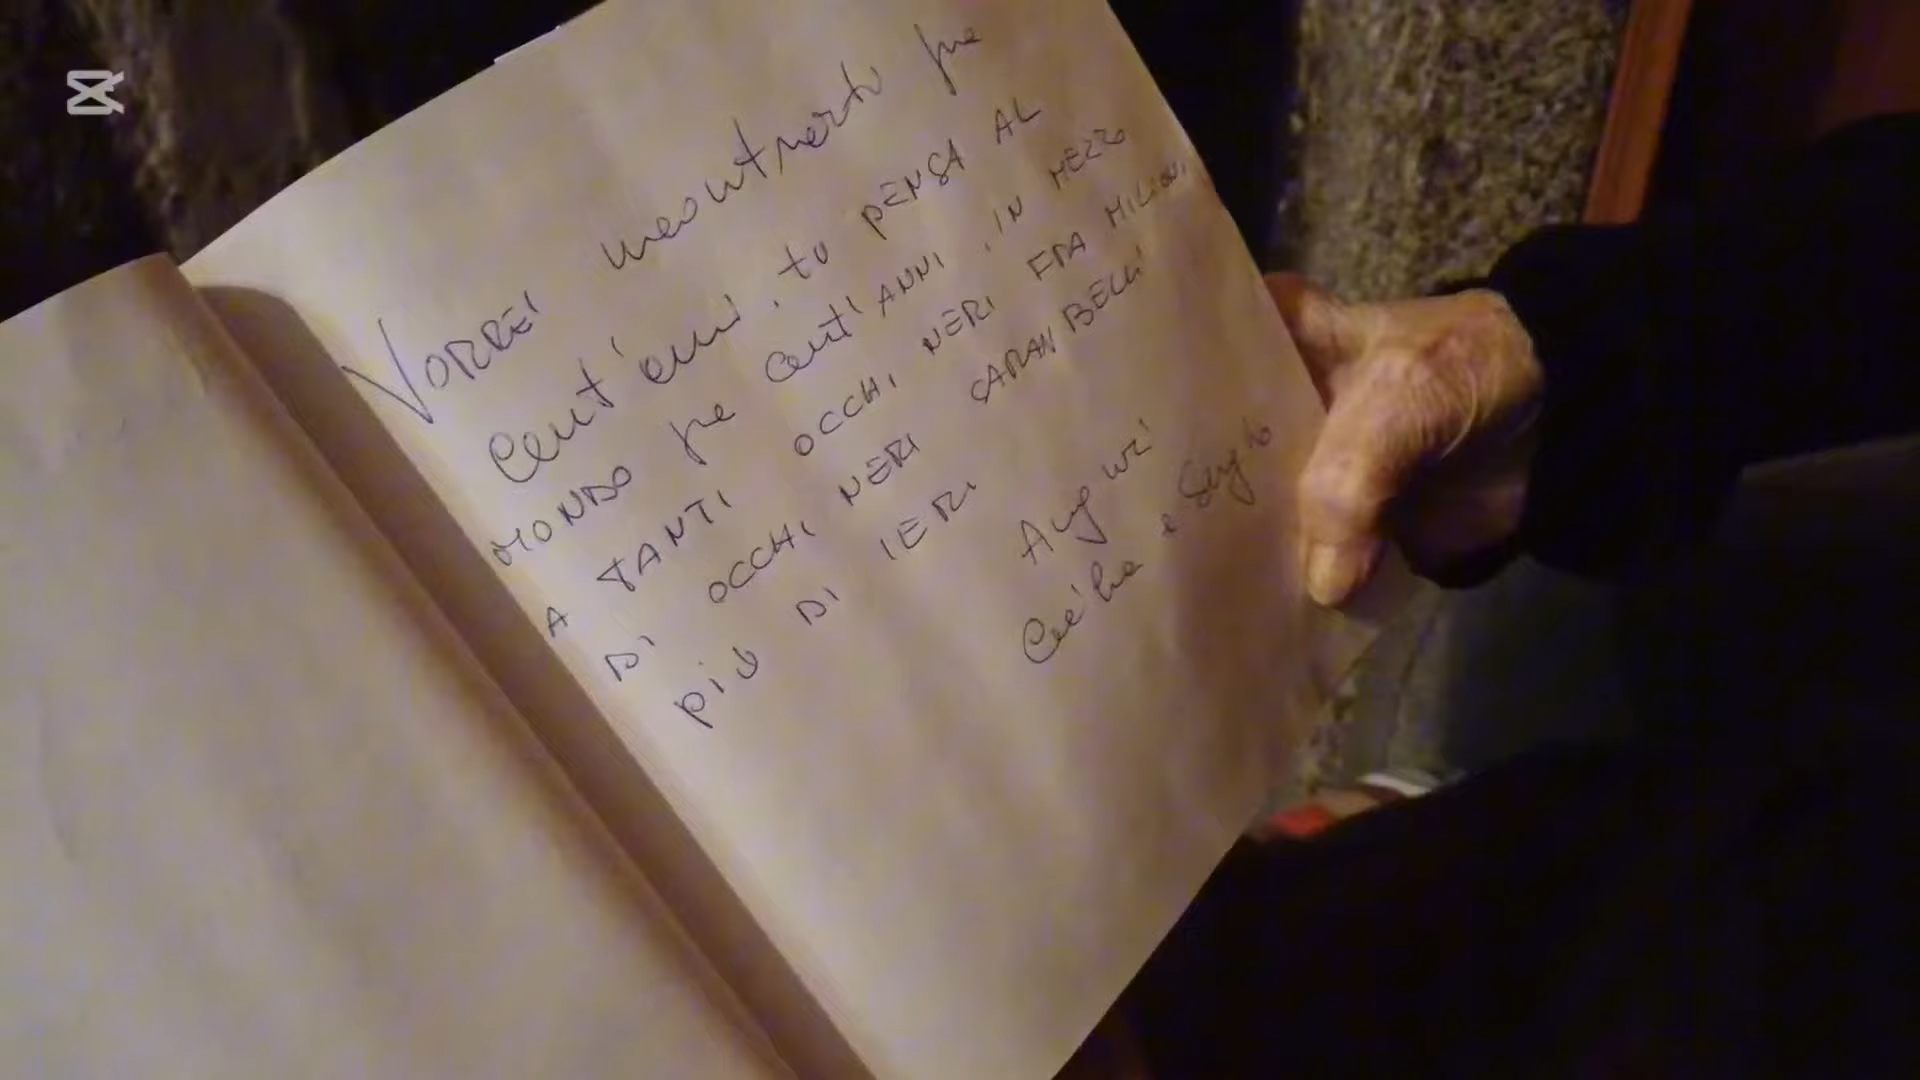 VORREI incontrarti fra
Cent'anni, tu PENSA AL
MONDO fra Cent'ANNI, IN MEZZO
A TANTI OCCHI NERI FRA MILIONI
DI OCCHI NERI SARAN BELLI
più DI IERI
Auguri
Cecilia e Sergio